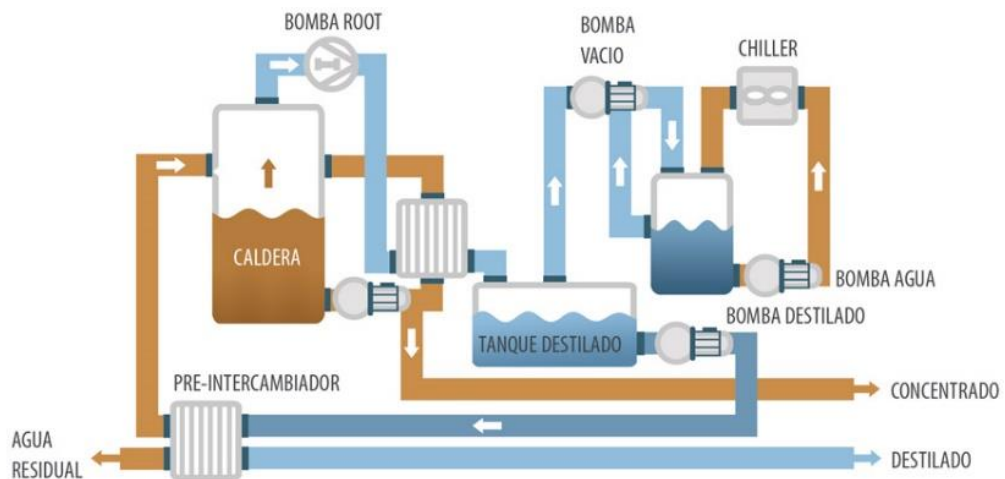 BOMBA ROOT
BOMBA
VACIO
CHILLER
CALDERA
BOMBA AGUA
BOMBA DESTILADO
TANQUE DESTILADO
PRE-INTERCAMBIADOR
CONCENTRADO
AGUA
RESIDUAL
DESTILADO